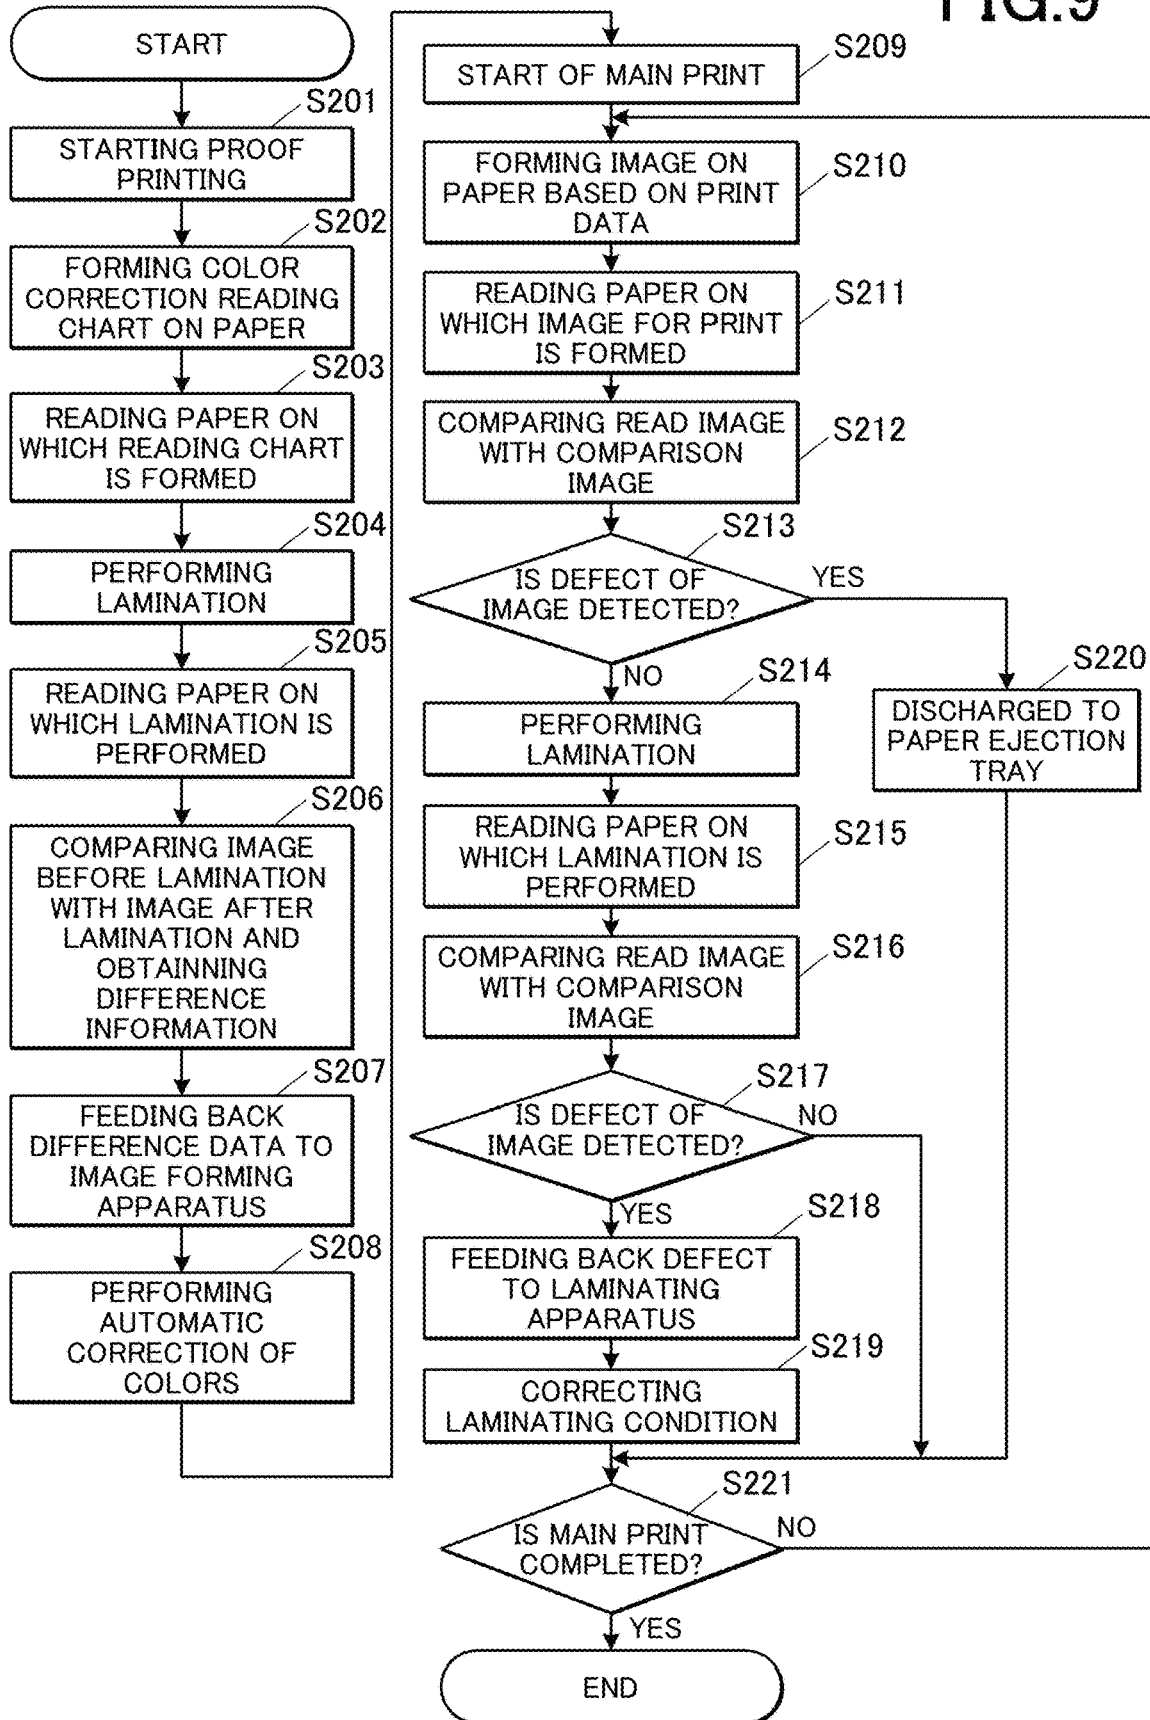 FIG.9
START
S201
STARTING PROOF
PRINTING
S202
FORMING COLOR
CORRECTION READING
CHART ON PAPER
S203
READING PAPER ON
WHICH READING CHART
IS FORMED
S204
PERFORMING
LAMINATION
S205
READING PAPER ON
WHICH LAMINATION IS
PERFORMED
S206
COMPARING IMAGE
BEFORE LAMINATION
WITH IMAGE AFTER
LAMINATION AND
OBTAINNING
DIFFERENCE
INFORMATION
S207
FEEDING BACK
DIFFERENCE DATA TO
IMAGE FORMING
APPARATUS
S208
PERFORMING
AUTOMATIC
CORRECTION OF
COLORS
S209
START OF MAIN PRINT
S210
FORMING IMAGE ON
PAPER BASED ON PRINT
DATA
S211
READING PAPER ON
WHICH IMAGE FOR PRINT
IS FORMED
S212
COMPARING READ IMAGE
WITH COMPARISON
IMAGE
S213
IS DEFECT OF
IMAGE DETECTED?
YES
NO
S214
PERFORMING
LAMINATION
S220
DISCHARGED TO
PAPER EJECTION
TRAY
S215
READING PAPER ON
WHICH LAMINATION IS
PERFORMED
S216
COMPARING READ IMAGE
WITH COMPARISON
IMAGE
S217
IS DEFECT OF
IMAGE DETECTED?
NO
YES
S218
FEEDING BACK DEFECT
TO LAMINATING
APPARATUS
S219
CORRECTING
LAMINATING CONDITION
S221
IS MAIN PRINT
COMPLETED?
NO
YES
END